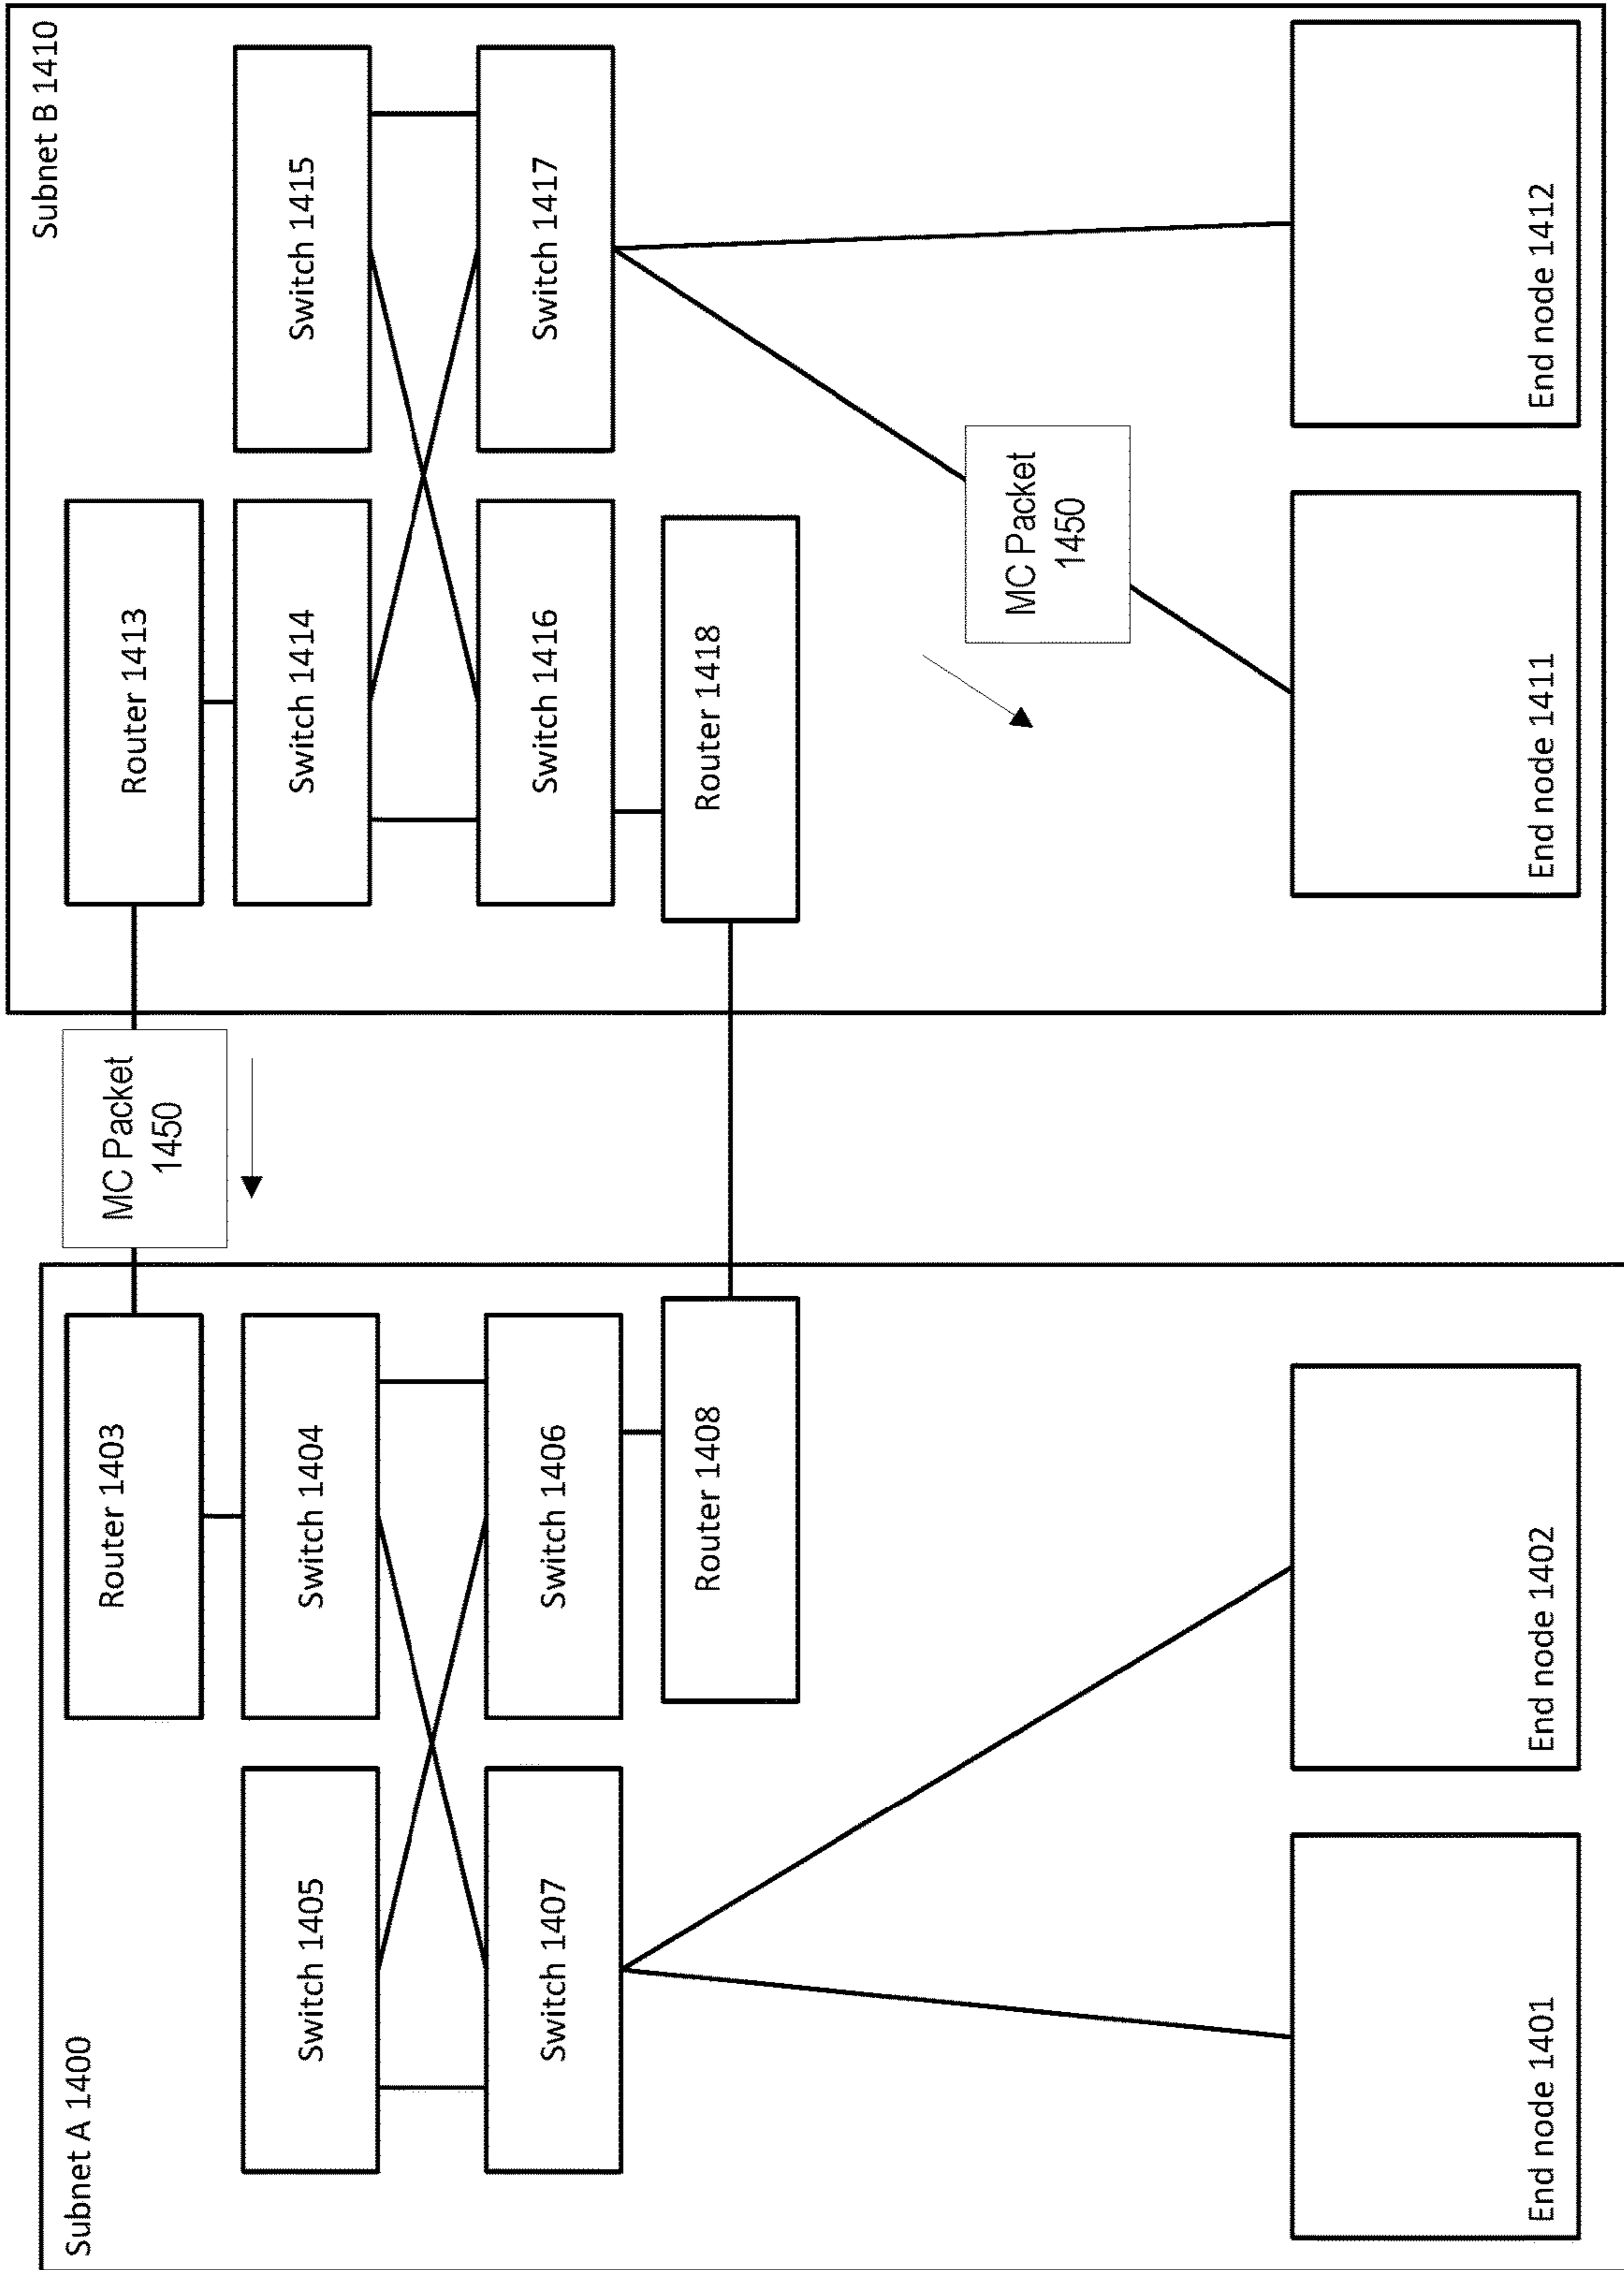 Subnet A 1400
Router 1403
Switch 1405
Switch 1404
Switch 1407
Switch 1406
Router 1408
End node 1401
End node 1402
MC Packet
1450
Subnet B 1410
Router 1413
Switch 1414
Switch 1415
Switch 1416
Switch 1417
Router 1418
MC Packet
1450
End node 1411
End node 1412